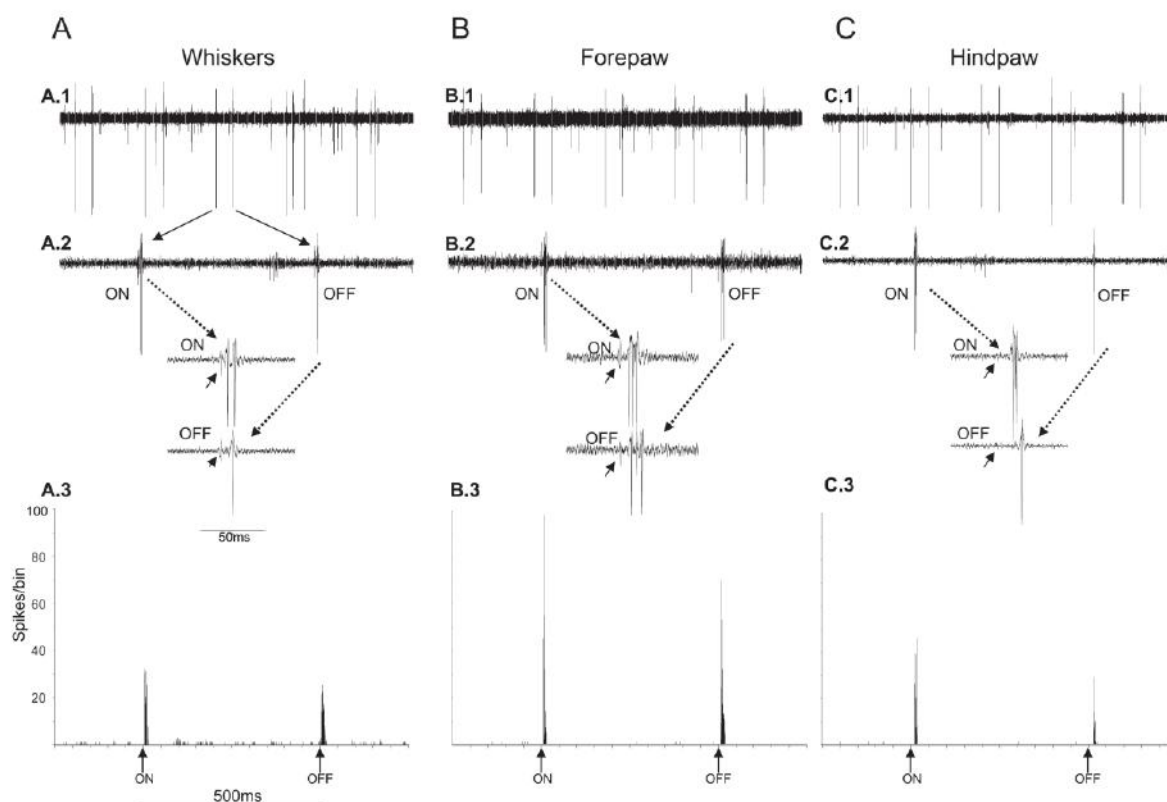 A
B
C
Whiskers
Forepaw
Hindpaw
A.1
B.1
C.1
A.2
B.2
C.2
ON
OFF
ON
OFF
ON
OFF
ON
ON
ON
OFF
OFF
OFF
A.3
B.3
C.3
100
80
60
40
20
Spikes/bin
50ms
ON
OFF
ON
OFF
ON
OFF
500ms